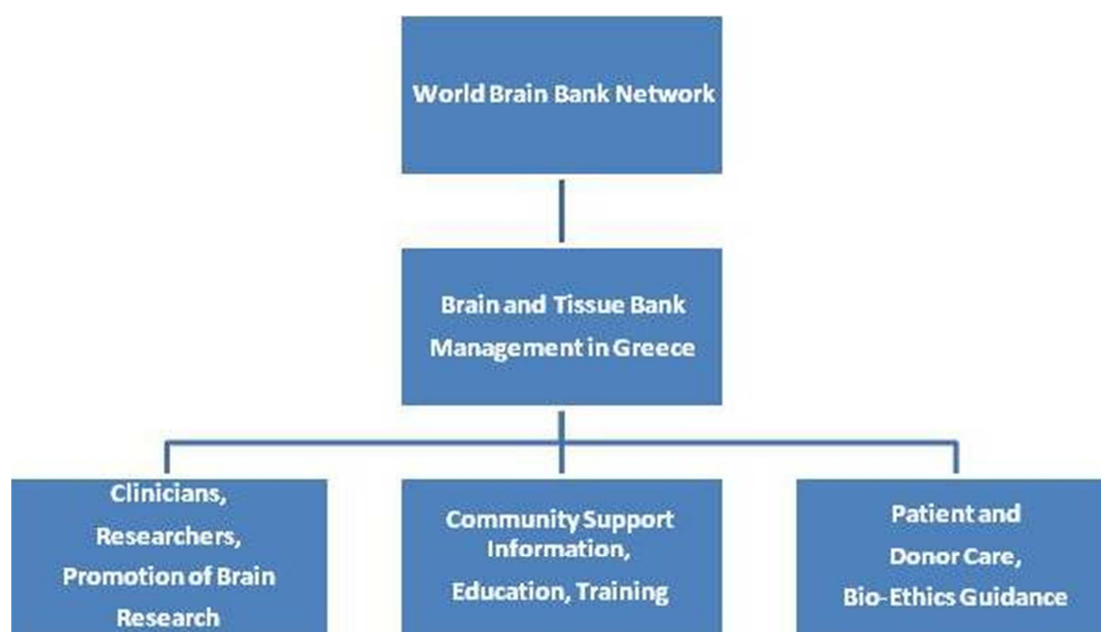 World Brain Bank Network
Brain and Tissue Bank
Management in Greece
Clinicians,
Researchers,
Promotion of Brain
Research
Community Support
Information,
Education, Training
Patient and
Donor Care,
Bio-Ethics Guidance